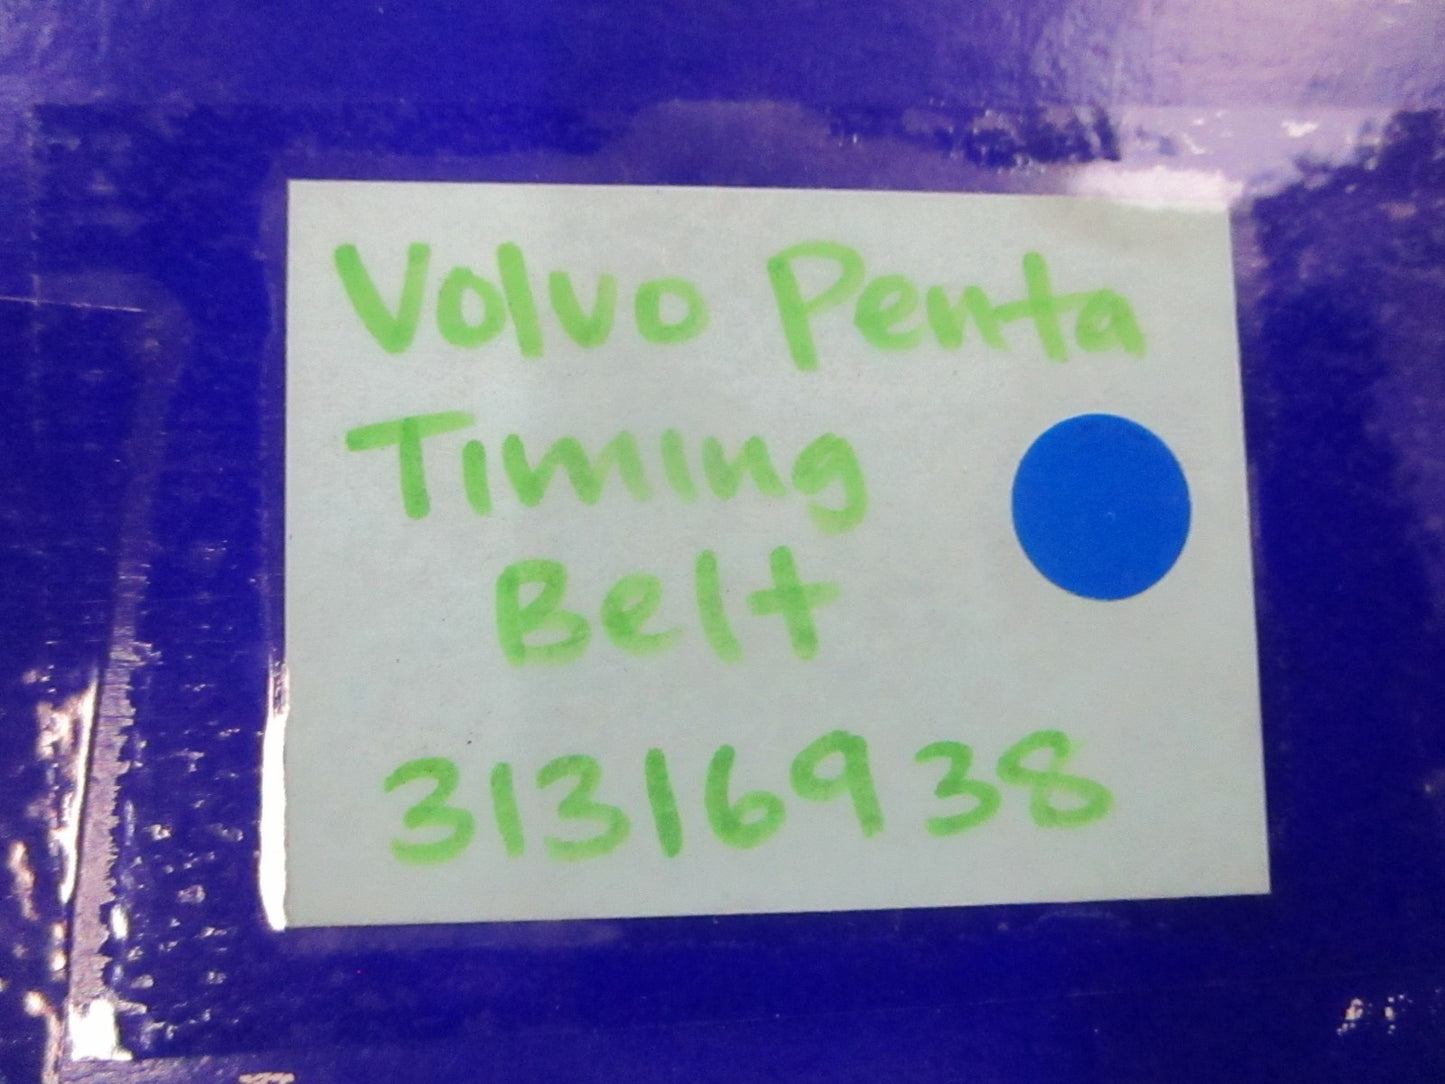 Volvo Penta
Timing
Belt
31316938